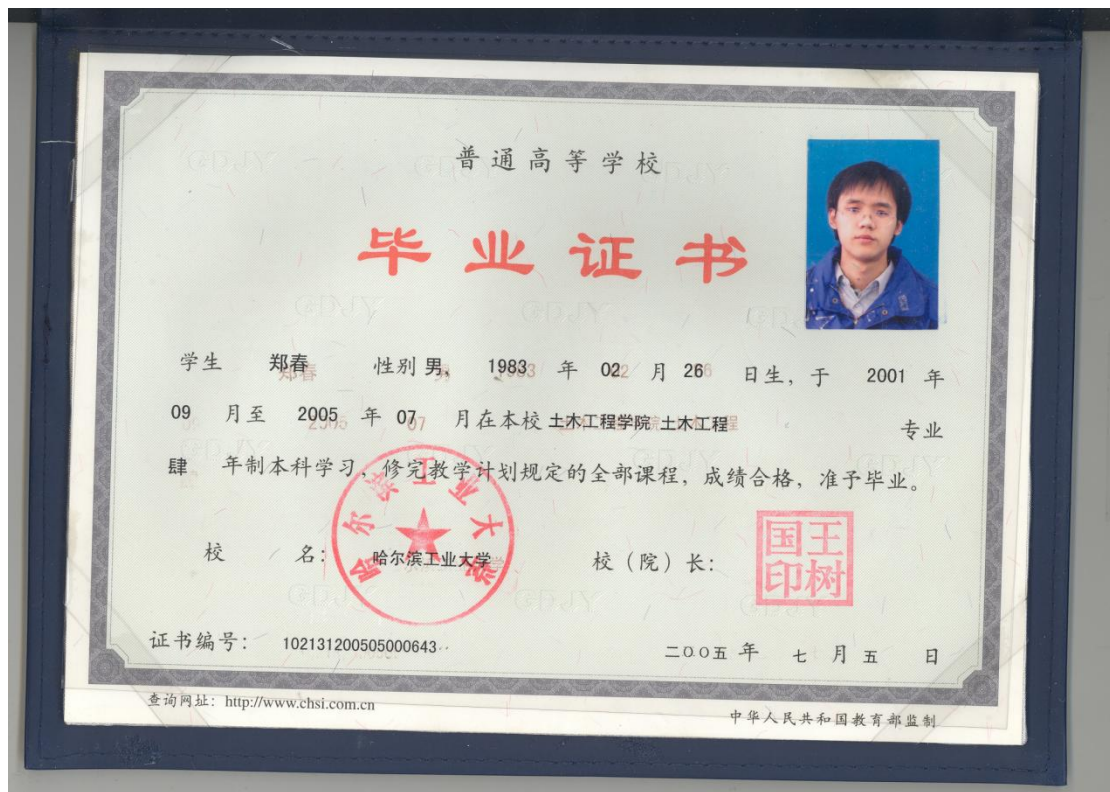 普通高等学校
毕业证书
学生 郑春 性别 男, 1983 年 02 月 26 日生, 于 2001 年
09 月至 2005 年 07 月在本校 土木工程学院 土木工程 专业
肆 年制本科学习, 修完教学计划规定的全部课程, 成绩合格, 准予毕业。
哈尔滨工业大学
校 名: 哈尔滨工业大学 校（院）长:
王树国印
证书编号: 102131200505000643
二〇〇五 年 七 月 五 日
查询网址: http://www.chsi.com.cn
中华人民共和国教育部监制